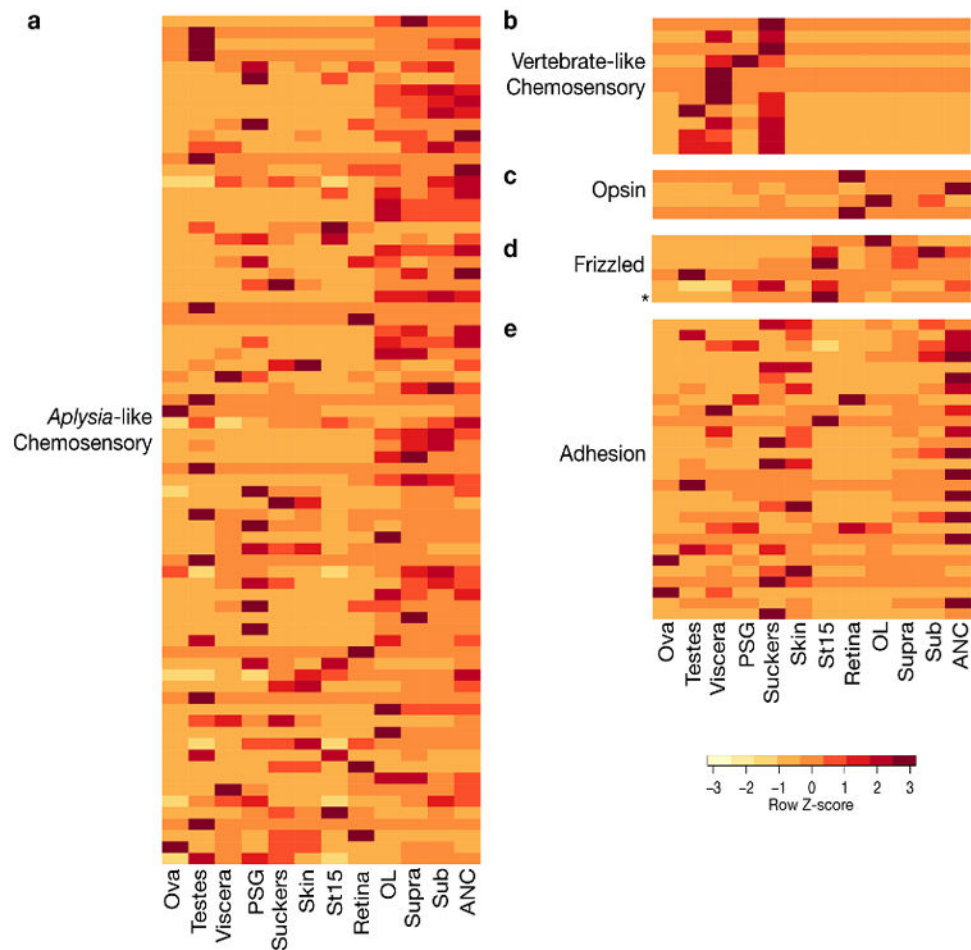 a
Aplysia-like
Chemosensory
Ova Testes Viscera PSG Suckers Skin St15 Retina OL Supra Sub ANC
b
Vertebrate-like
Chemosensory
c
Opsin
d
Frizzled
*
e
Adhesion
Ova Testes Viscera PSG Suckers Skin St15 Retina OL Supra Sub ANC
−3 −2 −1 0 1 2 3
Row Z-score